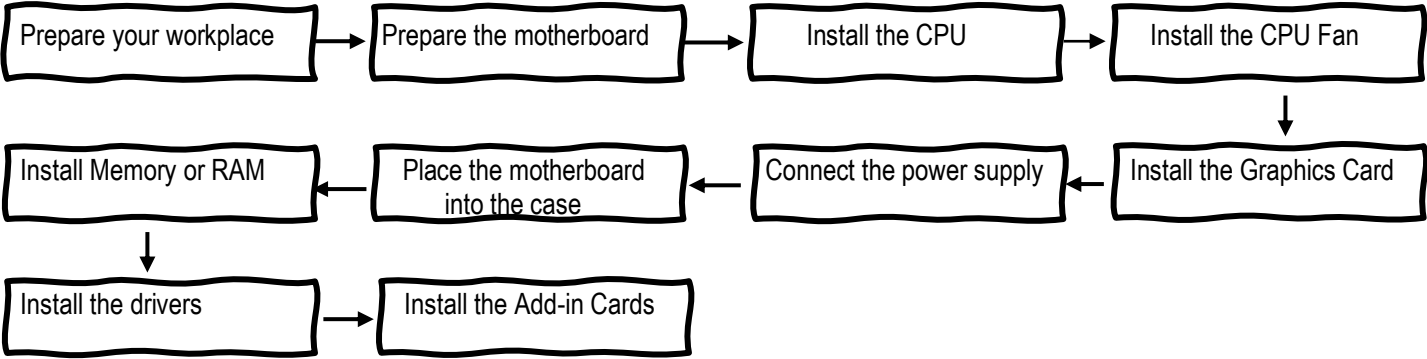 Prepare your workplace
Prepare the motherboard
Install the CPU
Install the CPU Fan
Install the Graphics Card
Connect the power supply
Place the motherboard
into the case
Install Memory or RAM
Install the drivers
Install the Add-in Cards